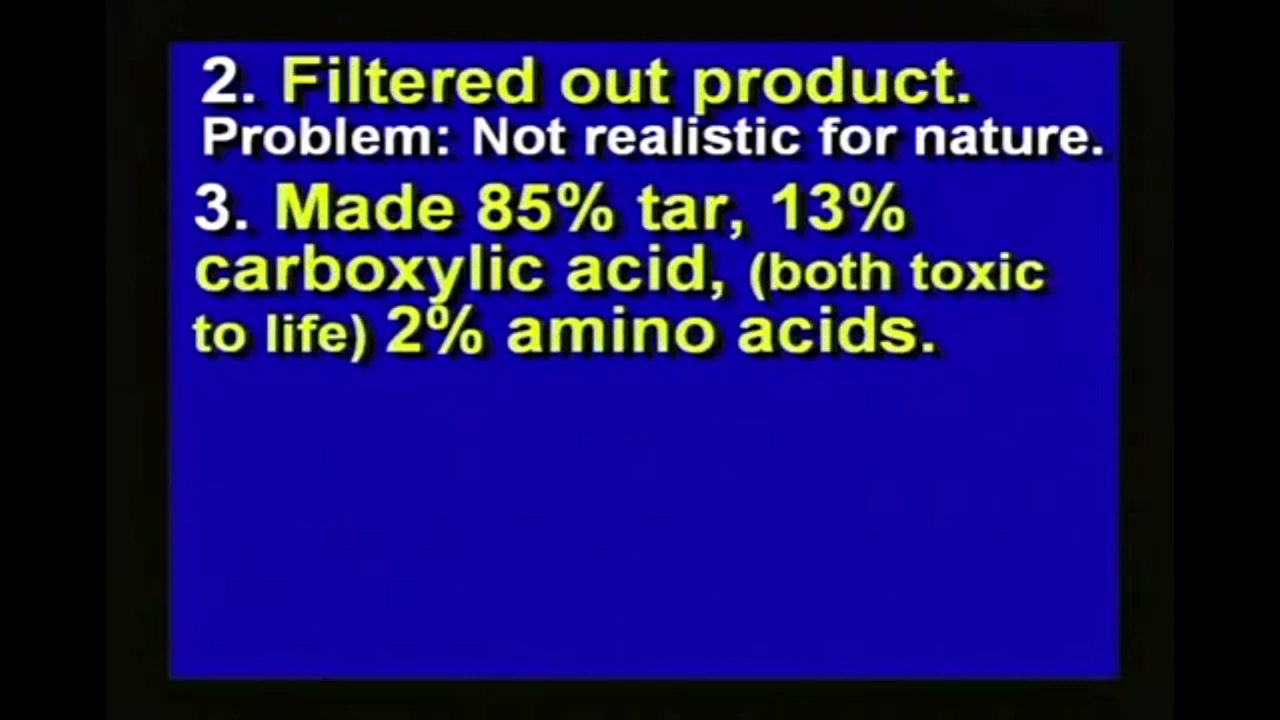 2. Filtered out product.
Problem: Not realistic for nature.
3. Made 85% tar, 13%
carboxylic acid, (both toxic
to life) 2% amino acids.